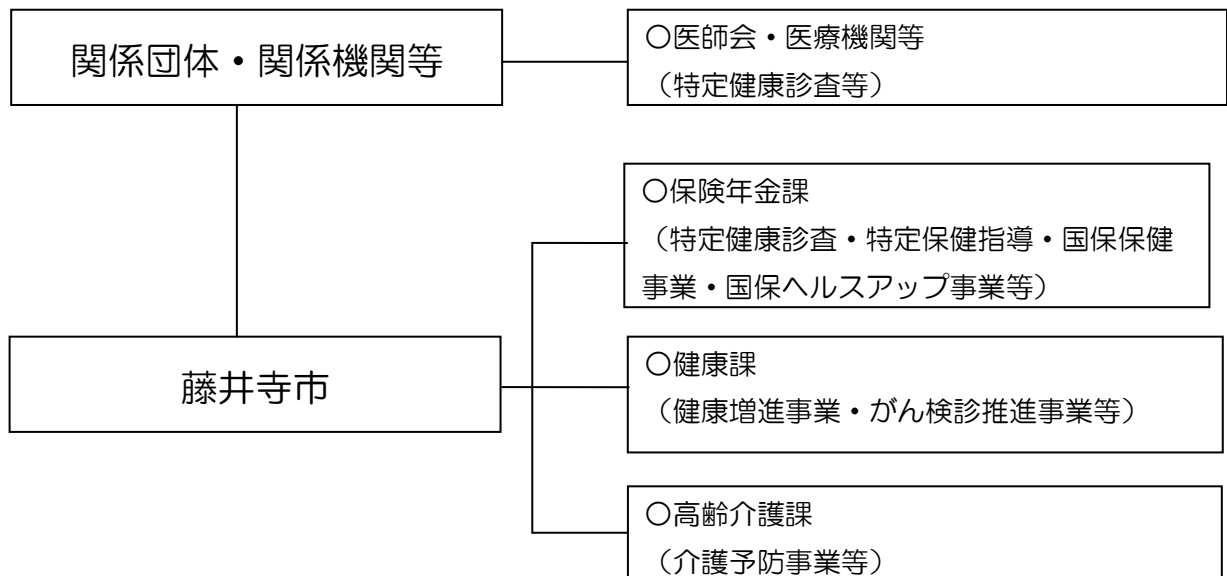 関係団体・関係機関等
○医師会・医療機関等
（特定健康診査等）
○保険年金課
（特定健康診査・特定保健指導・国保保健
事業・国保ヘルスアップ事業等）
藤井寺市
○健康課
（健康増進事業・がん検診推進事業等）
○高齢介護課
（介護予防事業等）